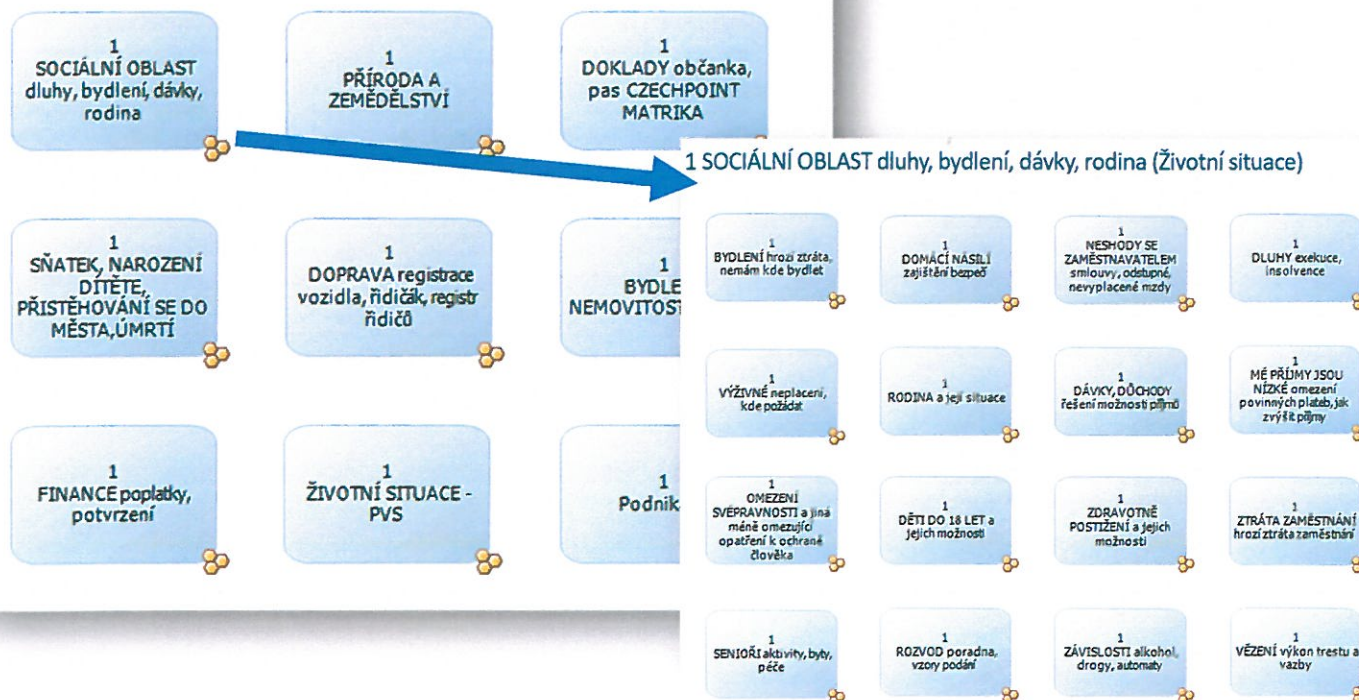 1
SOCIÁLNÍ OBLAST
dluhy, bydlení, dávky,
rodina
1
PŘÍRODA A
ZEMĚDĚLSTVÍ
1
DOKLADY občanka,
pas CZECHPOINT
MATRIKA
1
SŇATEK, NAROZENÍ
DÍTĚTE,
PŘISTĚHOVÁNÍ SE DO
MĚSTA,ÚMRTÍ
1
DOPRAVA registrace
vozidla, řidičák, registr
řidičů
1
BYDLE
NEMOVITOST
1
FINANCE poplatky,
potvrzení
1
ŽIVOTNÍ SITUACE -
PVS
1
Podnik
1 SOCIÁLNÍ OBLAST dluhy, bydlení, dávky, rodina (Životní situace)
1
BYDLENÍ hrozí ztráta,
nemám kde bydlet
1
DOMÁCÍ NÁSILÍ
zajištění bezpeč
1
NESHODY SE
ZAMĚSTNAVATELEM
smlouvy, odstupné,
nevyplacené mzdy
1
DLUHY exekuce,
insolvence
1
VÝŽIVNÉ neplacení,
kde požádat
1
RODINA a její situace
1
DÁVKY, DŮCHODY
řešení možnosti příjmů
1
MÉ PŘÍJMY JSOU
NÍZKÉ omezení
povinných plateb, jak
zvýšit příjmy
1
OMEZENÍ
SVÉPRAVNOSTI a jiná
méně omezující
opatření k ochraně
člověka
1
DĚTI DO 18 LET a
jejich možnosti
1
ZDRAVOTNĚ
POSTIŽENÍ a jejich
možnosti
1
ZTRÁTA ZAMĚSTNÁNÍ
hrozí ztráta zaměstnání
1
SENIOŘI aktivity, byty,
péče
1
ROZVOD poradna,
vzory podání
1
ZÁVISLOSTI alkohol,
drogy, automaty
1
VĚZENÍ výkon trestu a
vazby